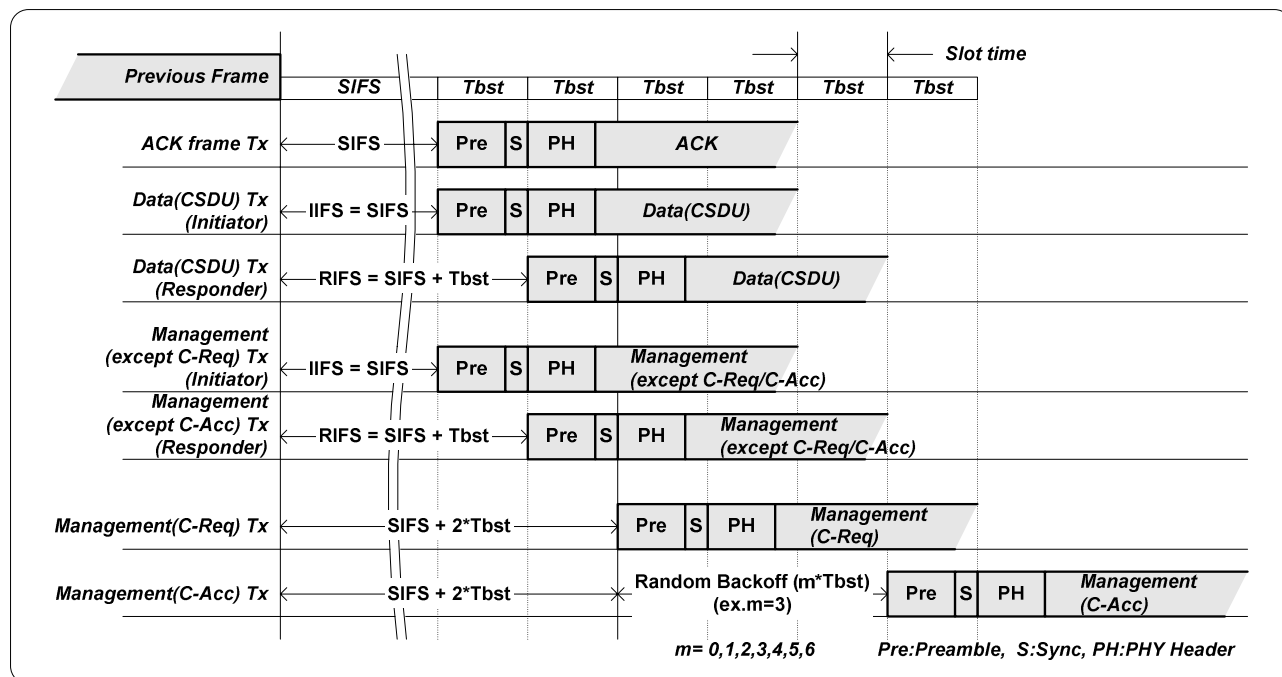 Slot time
Previous Frame
SIFS
Tbst
Tbst
Tbst
Tbst
Tbst
Tbst
ACK frame Tx
SIFS
Pre
S
PH
ACK
Data(CSDU) Tx
(Initiator)
IIFS = SIFS
Pre
S
PH
Data(CSDU)
Data(CSDU) Tx
(Responder)
RIFS = SIFS + Tbst
Pre
S
PH
Data(CSDU)
Management
(except C-Req) Tx
(Initiator)
IIFS = SIFS
Pre
S
PH
Management
(except C-Req/C-Acc)
Management
(except C-Acc) Tx
(Responder)
RIFS = SIFS + Tbst
Pre
S
PH
Management
(except C-Req/C-Acc)
Management(C-Req) Tx
SIFS + 2*Tbst
Pre
S
PH
Management
(C-Req)
Management(C-Acc) Tx
SIFS + 2*Tbst
Random Backoff (m*Tbst)
(ex.m=3)
Pre
S
PH
Management
(C-Acc)
m= 0,1,2,3,4,5,6
Pre:Preamble, S:Sync, PH:PHY Header